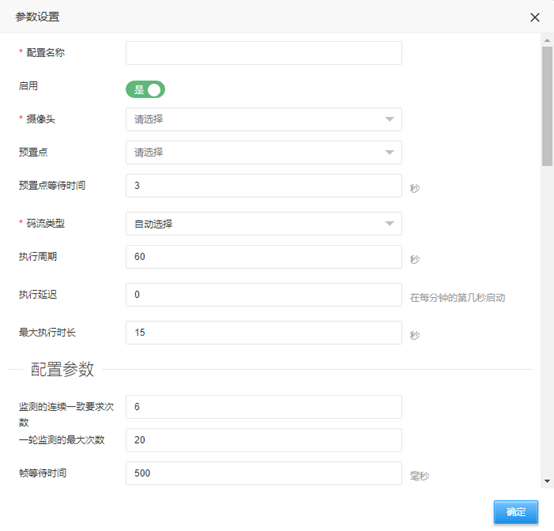 参数设置
* 配置名称
启用 是
* 摄像头 请选择
预置点 请选择
预置点等待时间 3 秒
* 码流类型 自动选择
执行周期 60 秒
执行延迟 0 在每分钟的第几秒启动
最大执行时长 15 秒
配置参数
监测的连续一致要求次
数 6
一轮监测的最大次数 20
帧等待时间 500 毫秒
确定